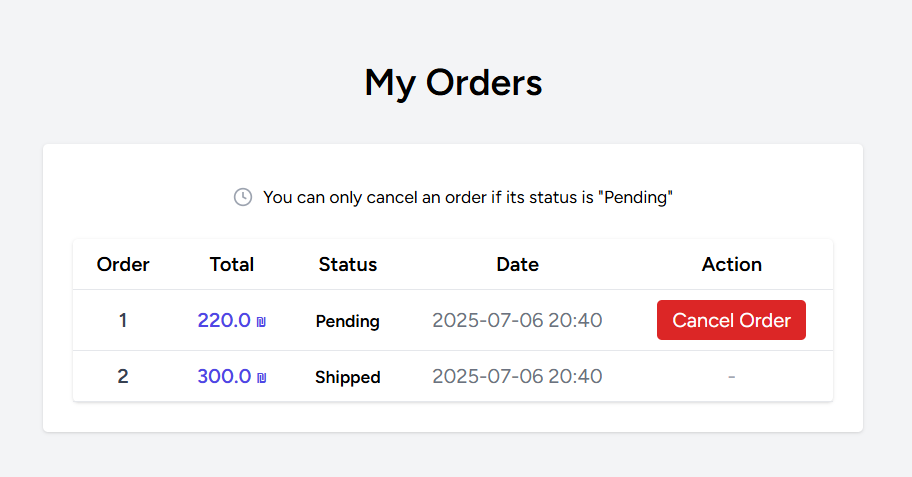 My Orders
You can only cancel an order if its status is "Pending"
Order Total Status Date Action
1 220.0 ₪ Pending 2025-07-06 20:40 Cancel Order
2 300.0 ₪ Shipped 2025-07-06 20:40 -